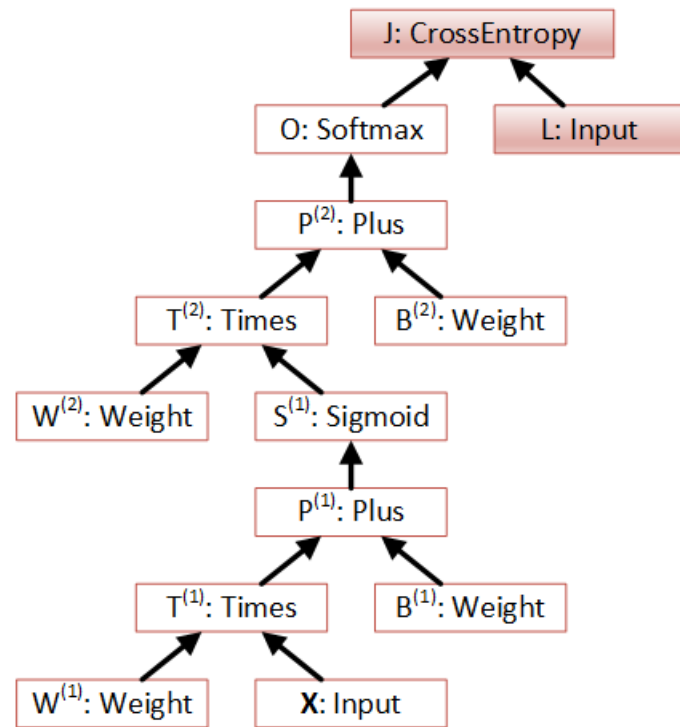 J: CrossEntropy
O: Softmax
L: Input
P⁽²⁾: Plus
T⁽²⁾: Times
B⁽²⁾: Weight
W⁽²⁾: Weight
S⁽¹⁾: Sigmoid
P⁽¹⁾: Plus
T⁽¹⁾: Times
B⁽¹⁾: Weight
W⁽¹⁾: Weight
X: Input